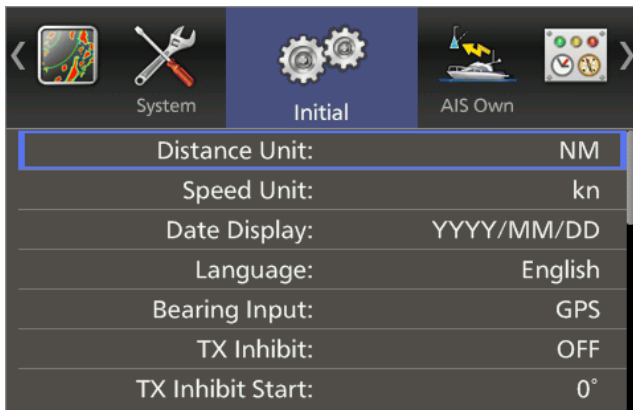 System
Initial
AIS Own
Distance Unit: NM
Speed Unit: kn
Date Display: YYYY/MM/DD
Language: English
Bearing Input: GPS
TX Inhibit: OFF
TX Inhibit Start: 0°